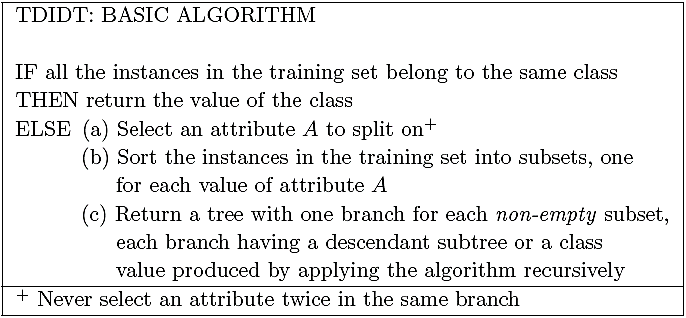 TDIDT: BASIC ALGORITHM
IF all the instances in the training set belong to the same class
THEN return the value of the class
ELSE (a) Select an attribute A to split on+
(b) Sort the instances in the training set into subsets, one
for each value of attribute A
(c) Return a tree with one branch for each non-empty subset,
each branch having a descendant subtree or a class
value produced by applying the algorithm recursively
+ Never select an attribute twice in the same branch